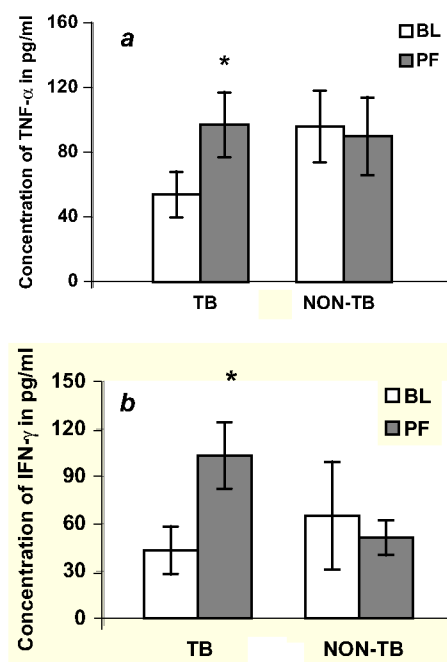 a
*
BL
PF
Concentration of TNF-α in pg/ml
160
120
80
40
0
TB
NON-TB
b
*
BL
PF
Concentration of IFN-γ in pg/ml
150
120
90
60
30
0
TB
NON-TB